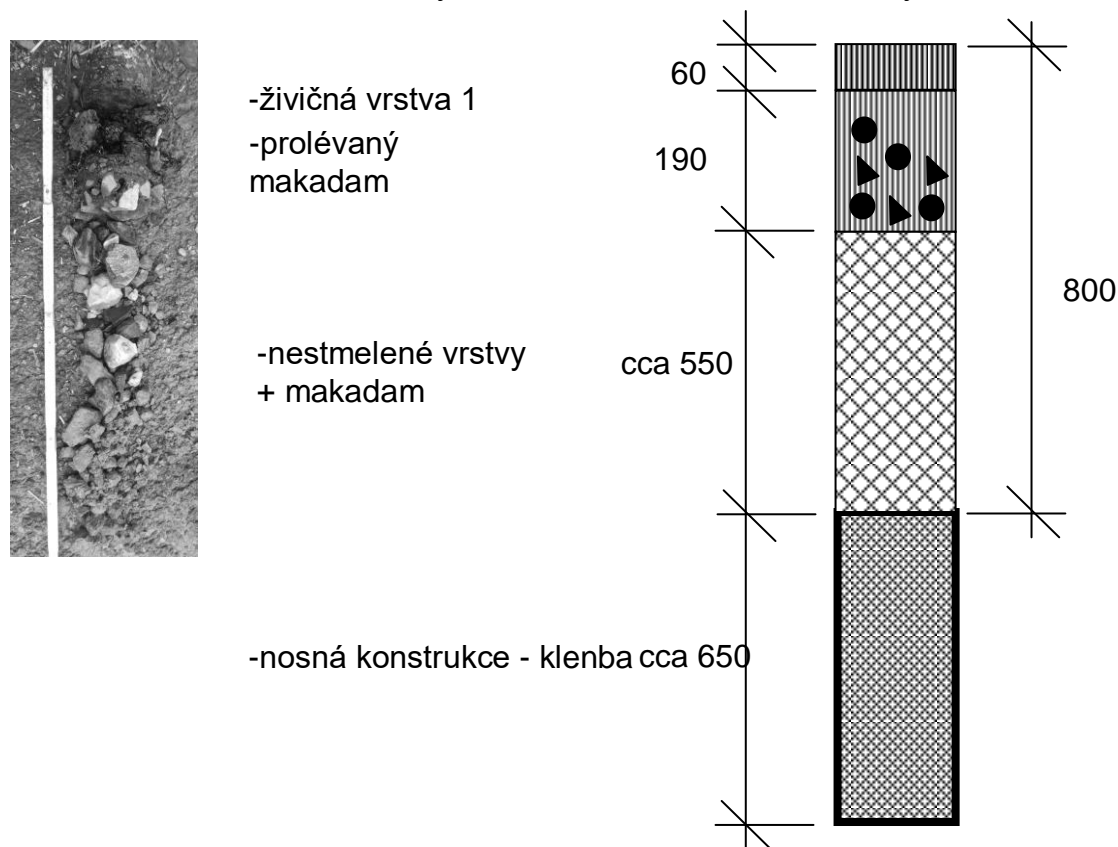 -živičná vrstva 1
60
-prolévaný
makadam
190
800
-nestmelené vrstvy
+ makadam
cca 550
-nosná konstrukce - klenba
cca 650